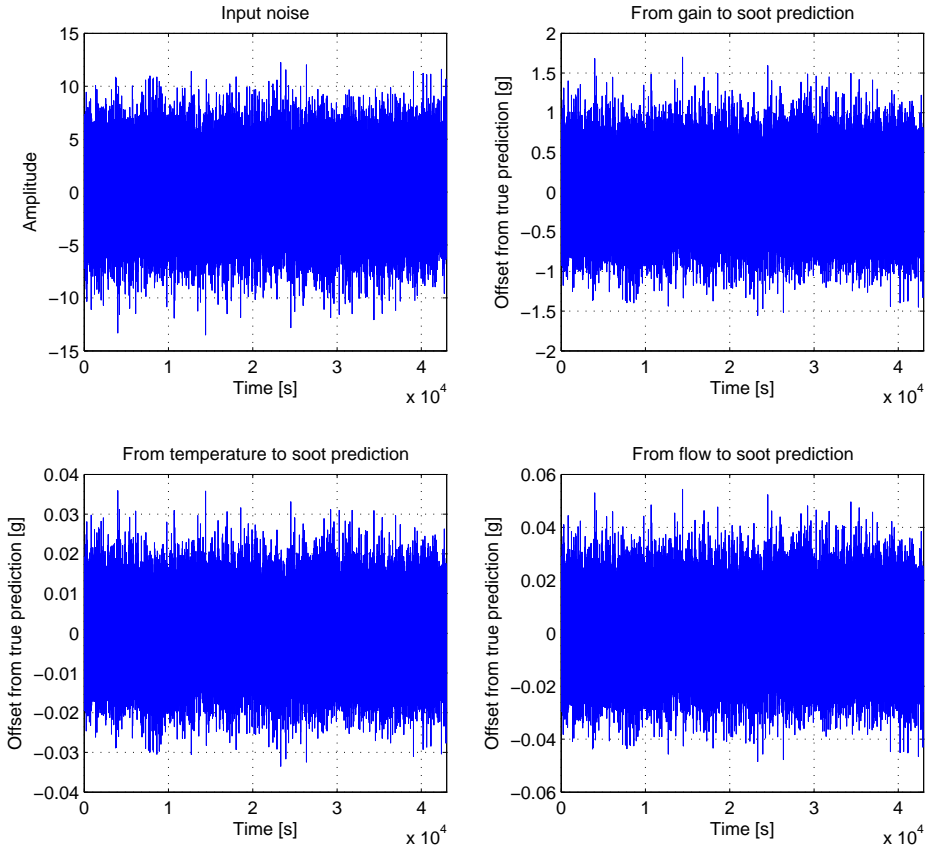 Input noise
15
10
5
0
−5
−10
−15
Amplitude
0 1 2 3 4
Time [s]
x 10^4
From gain to soot prediction
2
1.5
1
0.5
0
−0.5
−1
−1.5
−2
Offset from true prediction [g]
0 1 2 3 4
Time [s]
x 10^4
From temperature to soot prediction
0.04
0.03
0.02
0.01
0
−0.01
−0.02
−0.03
−0.04
Offset from true prediction [g]
0 1 2 3 4
Time [s]
x 10^4
From flow to soot prediction
0.06
0.04
0.02
0
−0.02
−0.04
−0.06
Offset from true prediction [g]
0 1 2 3 4
Time [s]
x 10^4